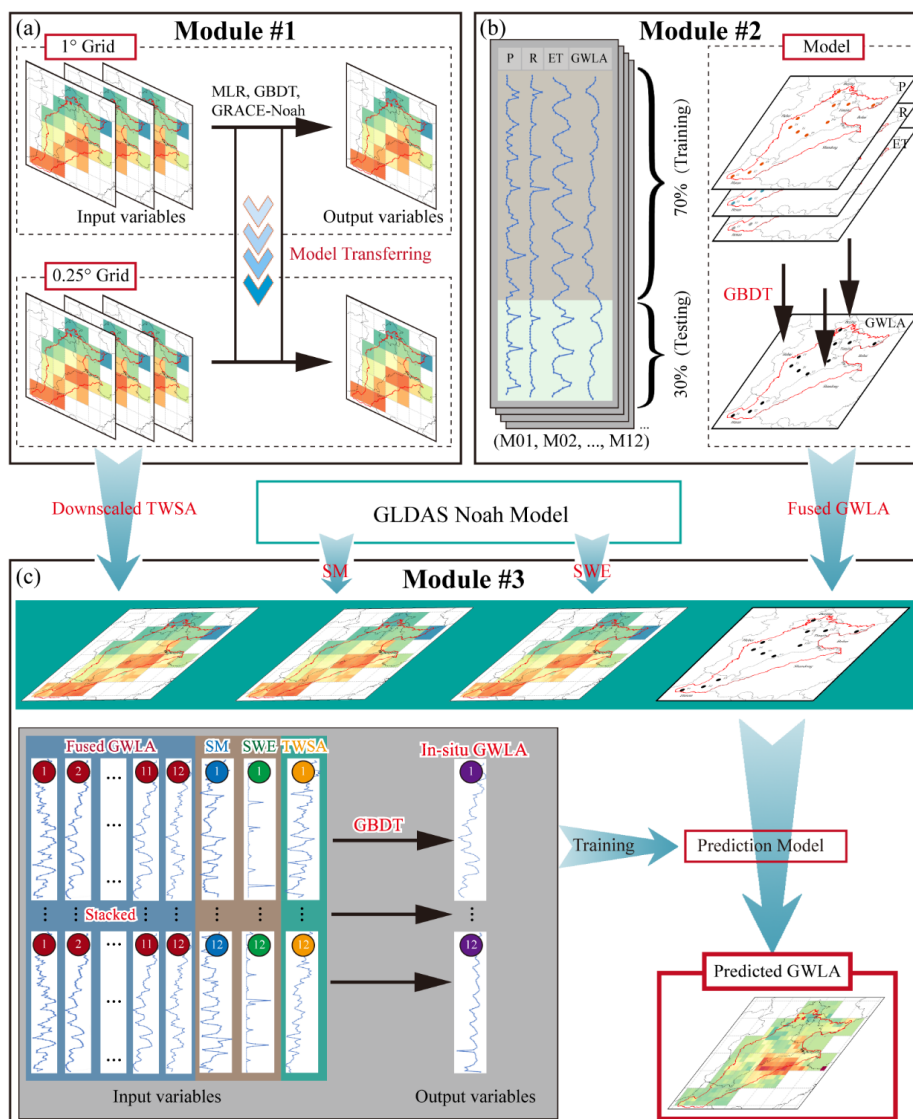 (a)
Module #1
1° Grid
MLR, GBDT,
GRACE-Noah
Input variables
Output variables
Model Transferring
0.25° Grid
(b)
Module #2
P R ET GWLA
70% (Training)
30% (Testing)
...
(M01, M02, ..., M12)
Model
P
R
ET
GBDT
GWLA
Downscaled TWSA
GLDAS Noah Model
Fused GWLA
SM
SWE
(c)
Module #3
Fused GWLA SM SWE TWSA
1 2 ... 11 12 1 1 1
... ... ...
... ... ...
Stacked
1 2 ... 11 12 12 12 12
... ... ...
... ... ...
Input variables
GBDT
In-situ GWLA
1
...
12
Output variables
Training
Prediction Model
Predicted GWLA